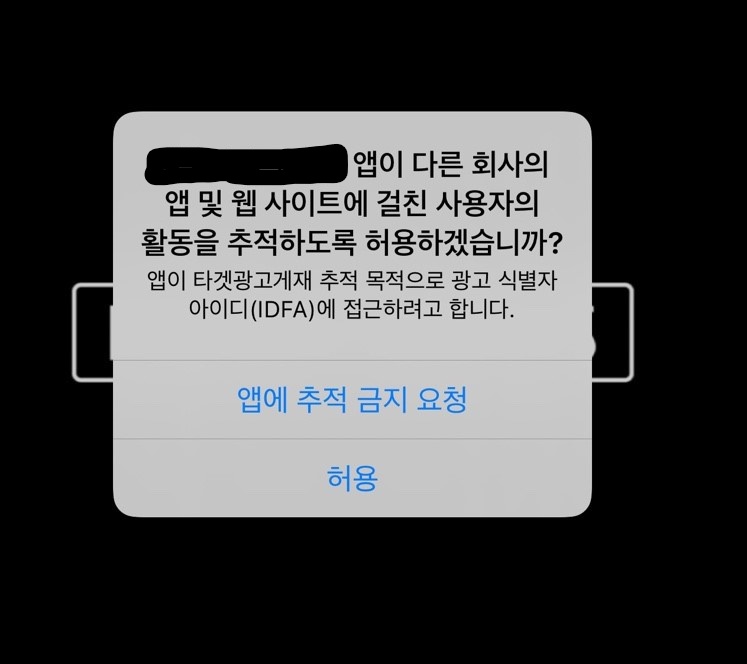 앱이 다른 회사의
앱 및 웹 사이트에 걸친 사용자의
활동을 추적하도록 허용하겠습니까?
앱이 타겟광고게재 추적 목적으로 광고 식별자
아이디(IDFA)에 접근하려고 합니다.
앱에 추적 금지 요청
허용